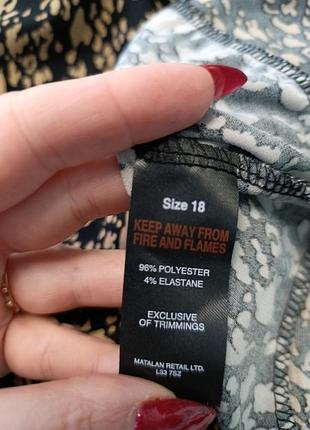 Size 18
KEEP AWAY FROM
FIRE AND FLAMES
96% POLYESTER
4% ELASTANE
EXCLUSIVE
OF TRIMMINGS
MATALAN RETAIL LTD.
L33 7SZ